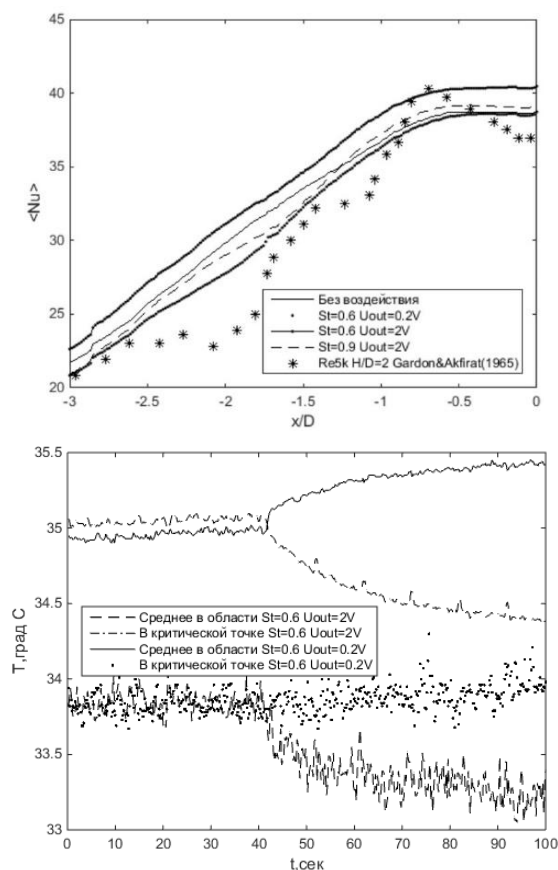 45
40
35
30
25
20
<Nu>
Без воздействия
St=0.6 Uout=0.2V
St=0.6 Uout=2V
St=0.9 Uout=2V
Re5k H/D=2 Gardon&Akfirat(1965)
-3 -2.5 -2 -1.5 -1 -0.5 0
x/D
35.5
35
34.5
34
33.5
33
T,град C
Среднее в области St=0.6 Uout=2V
В критической точке St=0.6 Uout=2V
Среднее в области St=0.6 Uout=0.2V
В критической точке St=0.6 Uout=0.2V
0 10 20 30 40 50 60 70 80 90 100
t,сек